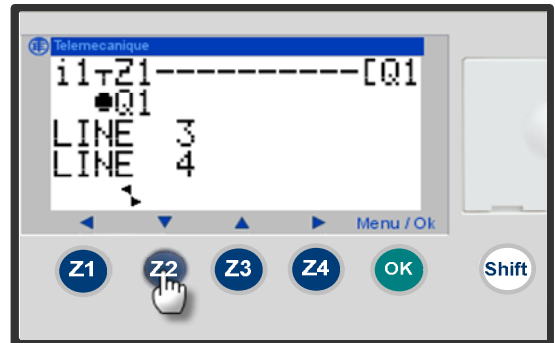 Telemecanique
i1┬Z1----------[Q1
●Q1
LINE 3
LINE 4
◀ ▼ ▲ ▶ Menu / Ok
Z1 Z2 Z3 Z4 OK Shift